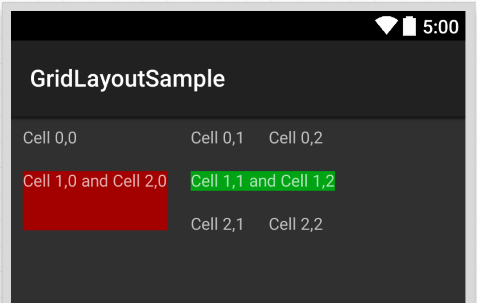 5:00
GridLayoutSample
Cell 0,0 Cell 0,1 Cell 0,2
Cell 1,0 and Cell 2,0 Cell 1,1 and Cell 1,2
Cell 2,1 Cell 2,2